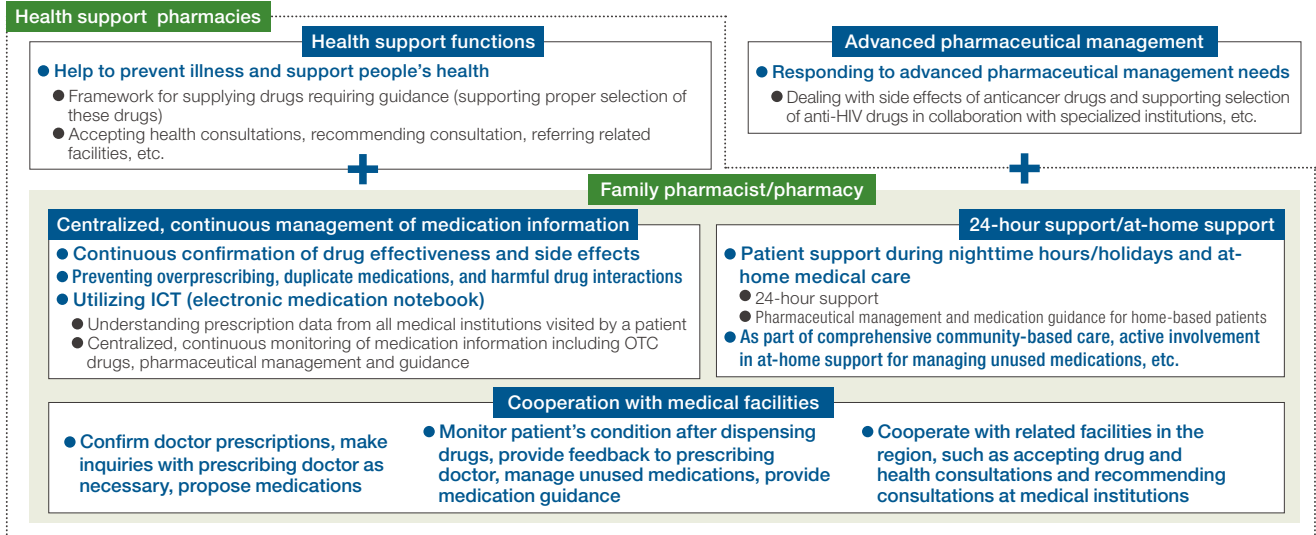 Health support pharmacies
Health support functions
● Help to prevent illness and support people's health
● Framework for supplying drugs requiring guidance (supporting proper selection of
these drugs)
● Accepting health consultations, recommending consultation, referring related
facilities, etc.
Advanced pharmaceutical management
● Responding to advanced pharmaceutical management needs
● Dealing with side effects of anticancer drugs and supporting selection
of anti-HIV drugs in collaboration with specialized institutions, etc.
+
+
Family pharmacist/pharmacy
Centralized, continuous management of medication information
● Continuous confirmation of drug effectiveness and side effects
● Preventing overprescribing, duplicate medications, and harmful drug interactions
● Utilizing ICT (electronic medication notebook)
● Understanding prescription data from all medical institutions visited by a patient
● Centralized, continuous monitoring of medication information including OTC
drugs, pharmaceutical management and guidance
24-hour support/at-home support
● Patient support during nighttime hours/holidays and at-
home medical care
● 24-hour support
● Pharmaceutical management and medication guidance for home-based patients
● As part of comprehensive community-based care, active involvement
in at-home support for managing unused medications, etc.
Cooperation with medical facilities
● Confirm doctor prescriptions, make
inquiries with prescribing doctor as
necessary, propose medications
● Monitor patient's condition after dispensing
drugs, provide feedback to prescribing
doctor, manage unused medications, provide
medication guidance
● Cooperate with related facilities in the
region, such as accepting drug and
health consultations and recommending
consultations at medical institutions